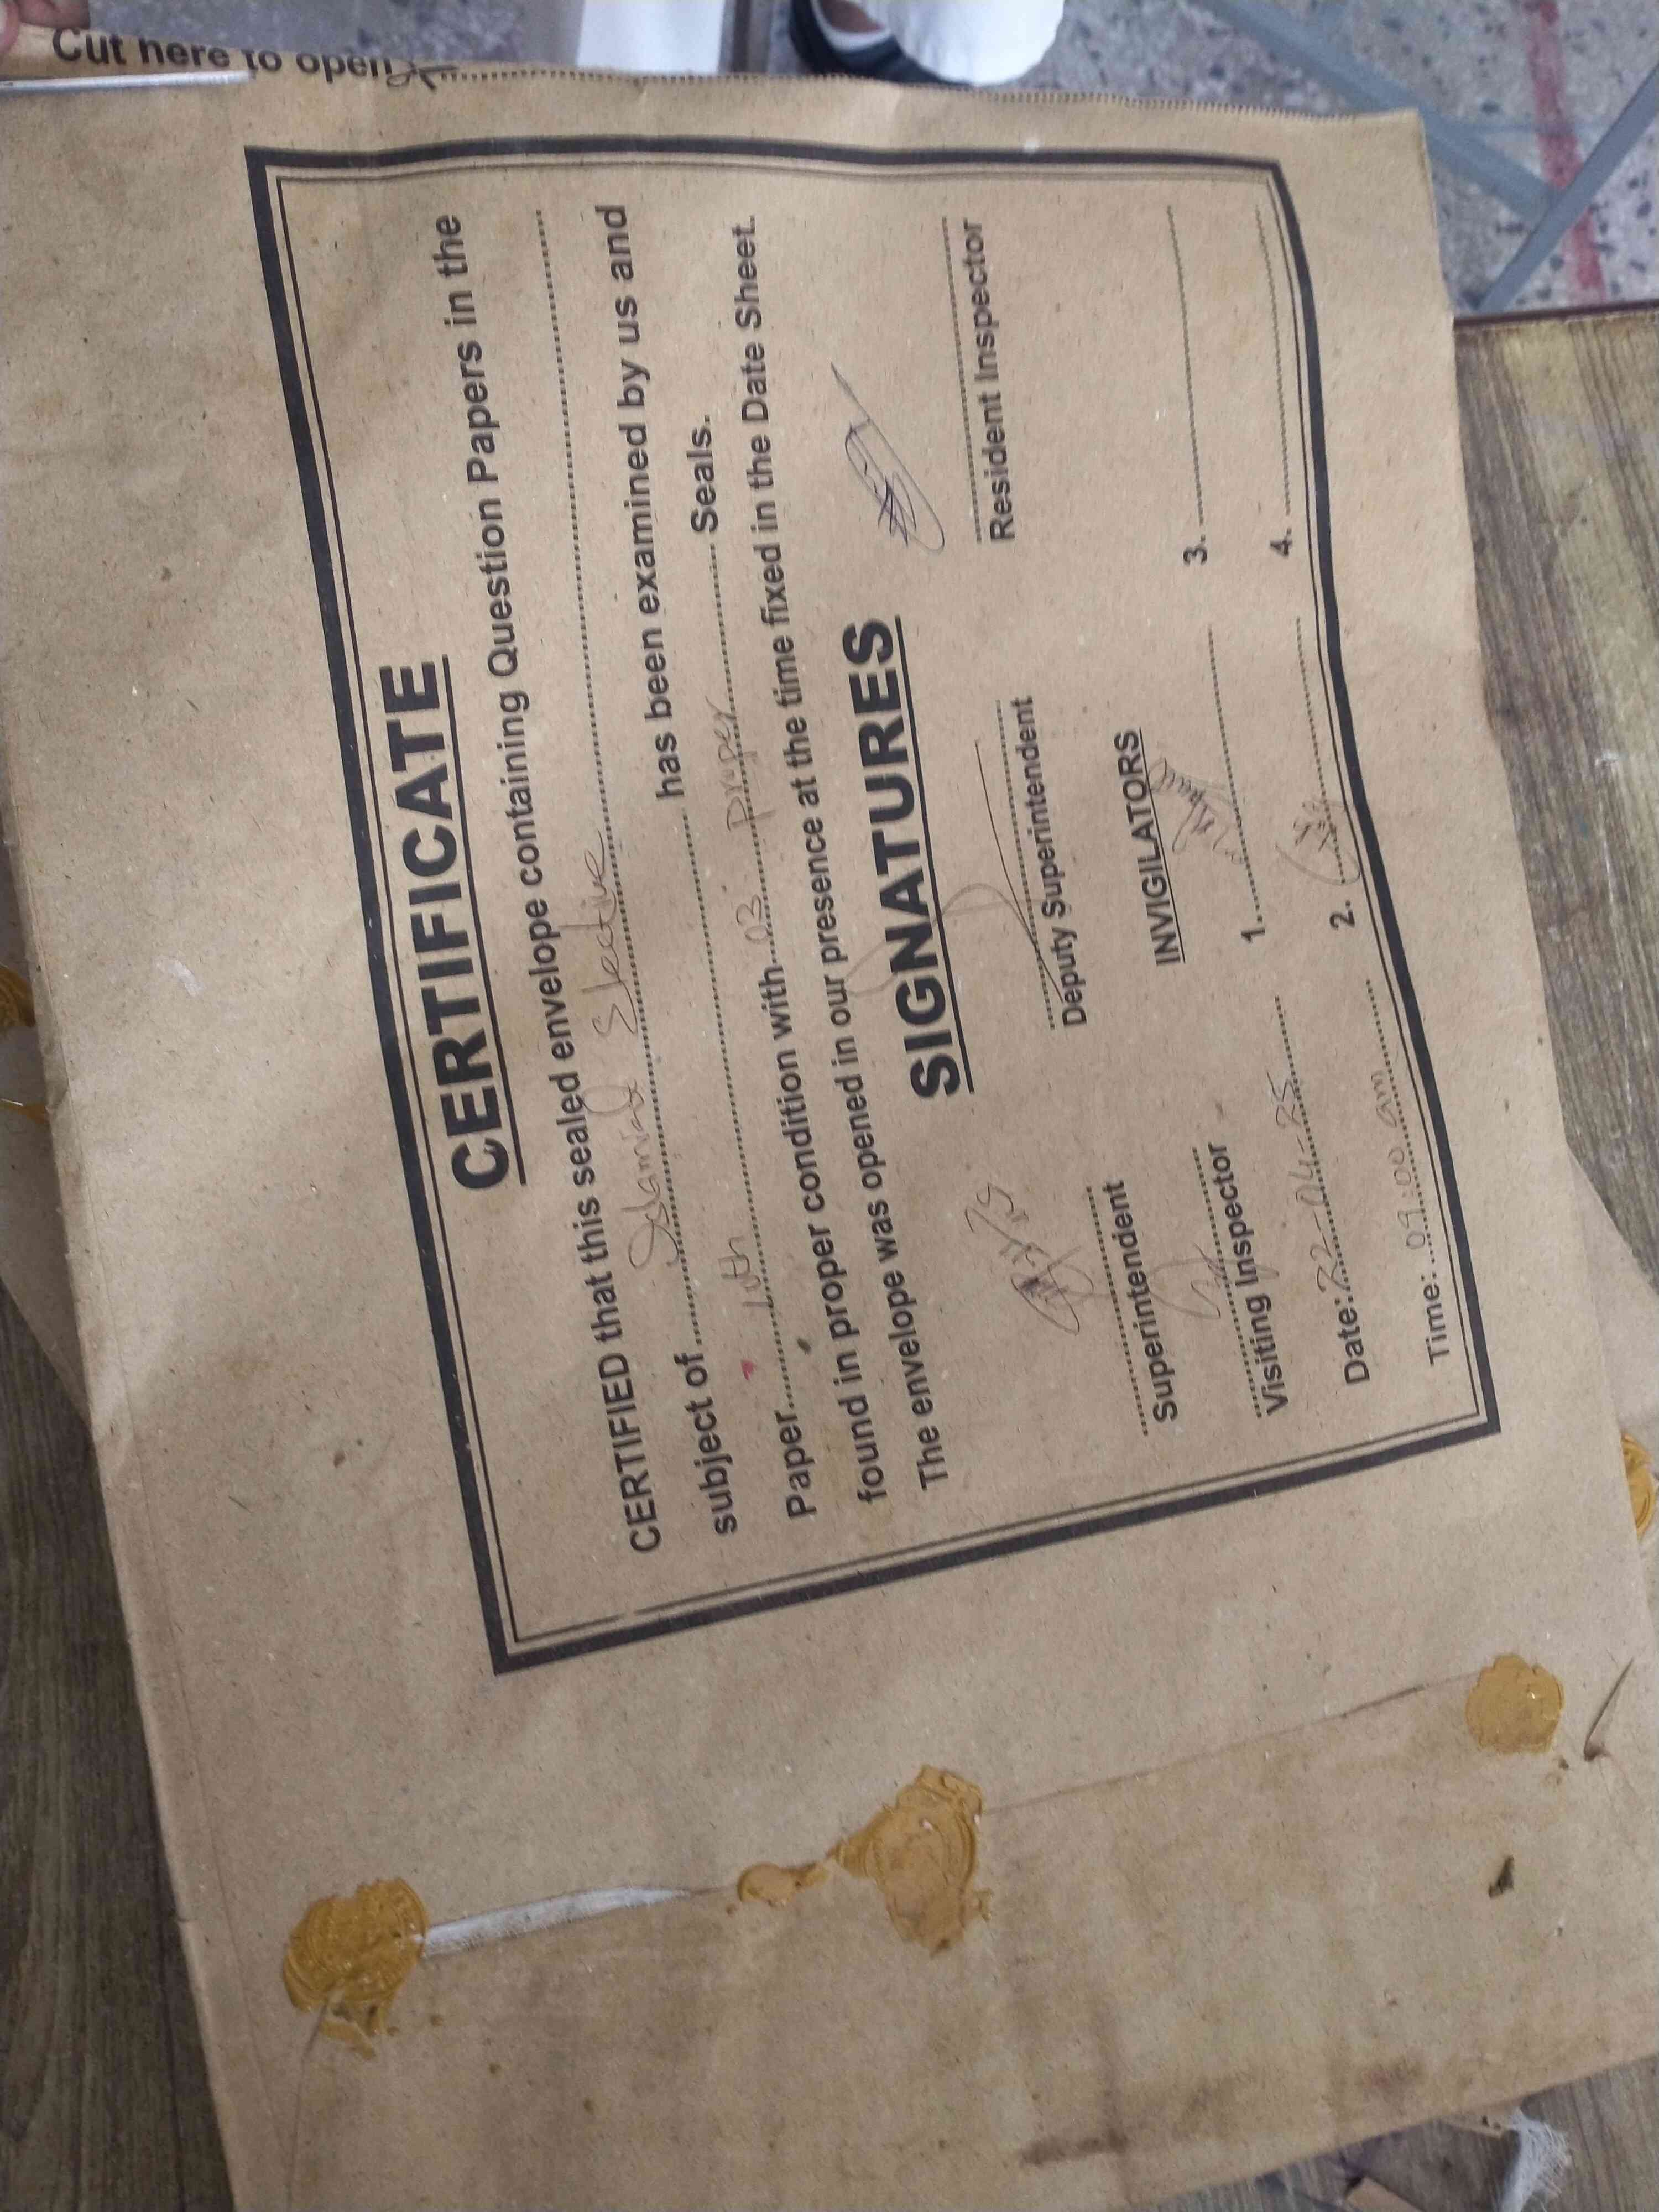 Cut here to open
CERTIFICATE
CERTIFIED that this sealed envelope containing Question Papers in the
subject of Islamiat Elective
Paper 10th has been examined by us and
found in proper condition with 03 proper Seals.
The envelope was opened in our presence at the time fixed in the Date Sheet.
SIGNATURES
Superintendent Deputy Superintendent Resident Inspector
Visiting Inspector INVIGILATORS
Date: 22-04-25 1. 3.
Time: 09:00 am 2. 4.